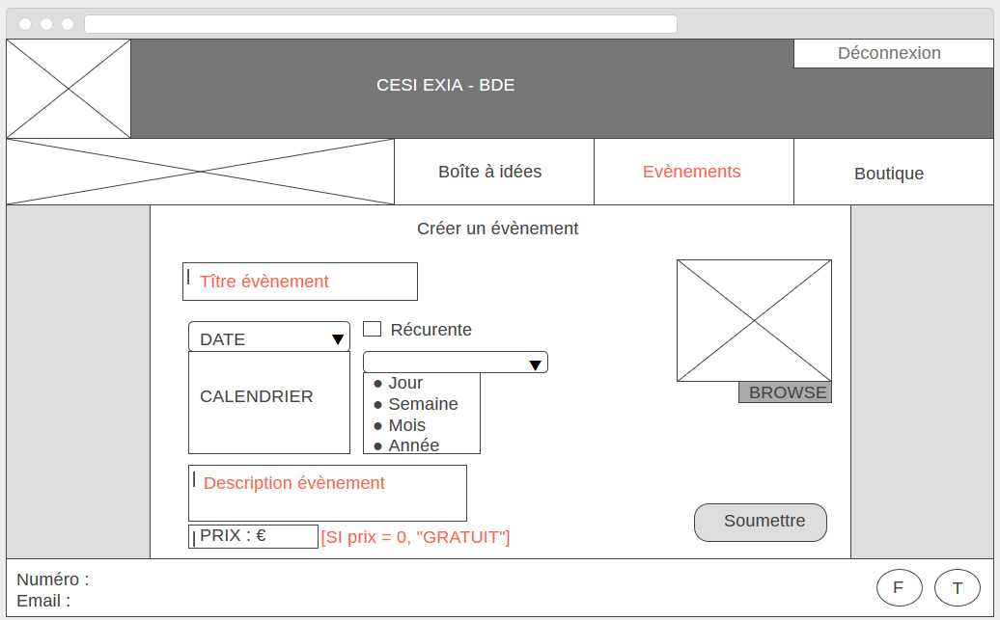 Déconnexion
CESI EXIA - BDE
Boîte à idées
Evènements
Boutique
Créer un évènement
Tître évènement
DATE
Récurente
CALENDRIER
● Jour
● Semaine
● Mois
● Année
BROWSE
Description évènement
Soumettre
PRIX : €
[SI prix = 0, "GRATUIT"]
Numéro :
Email :
F
T